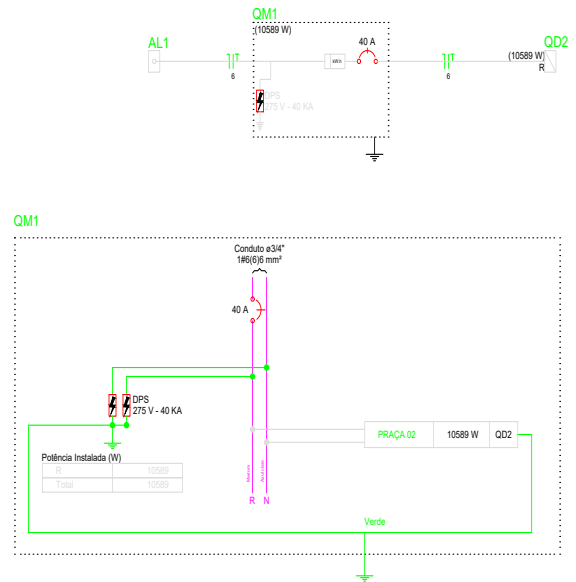 QM1
(10589 W)
AL1
6
kWh
40 A
6
(10589 W)
R
QD2
DPS
275 V - 40 KA
QM1
Conduto ø3/4"
1#6(6)6 mm²
40 A
DPS
275 V - 40 KA
PRAÇA 02 10589 W QD2
Potência Instalada (W)
R 10589
Total 10589
R N
Verde